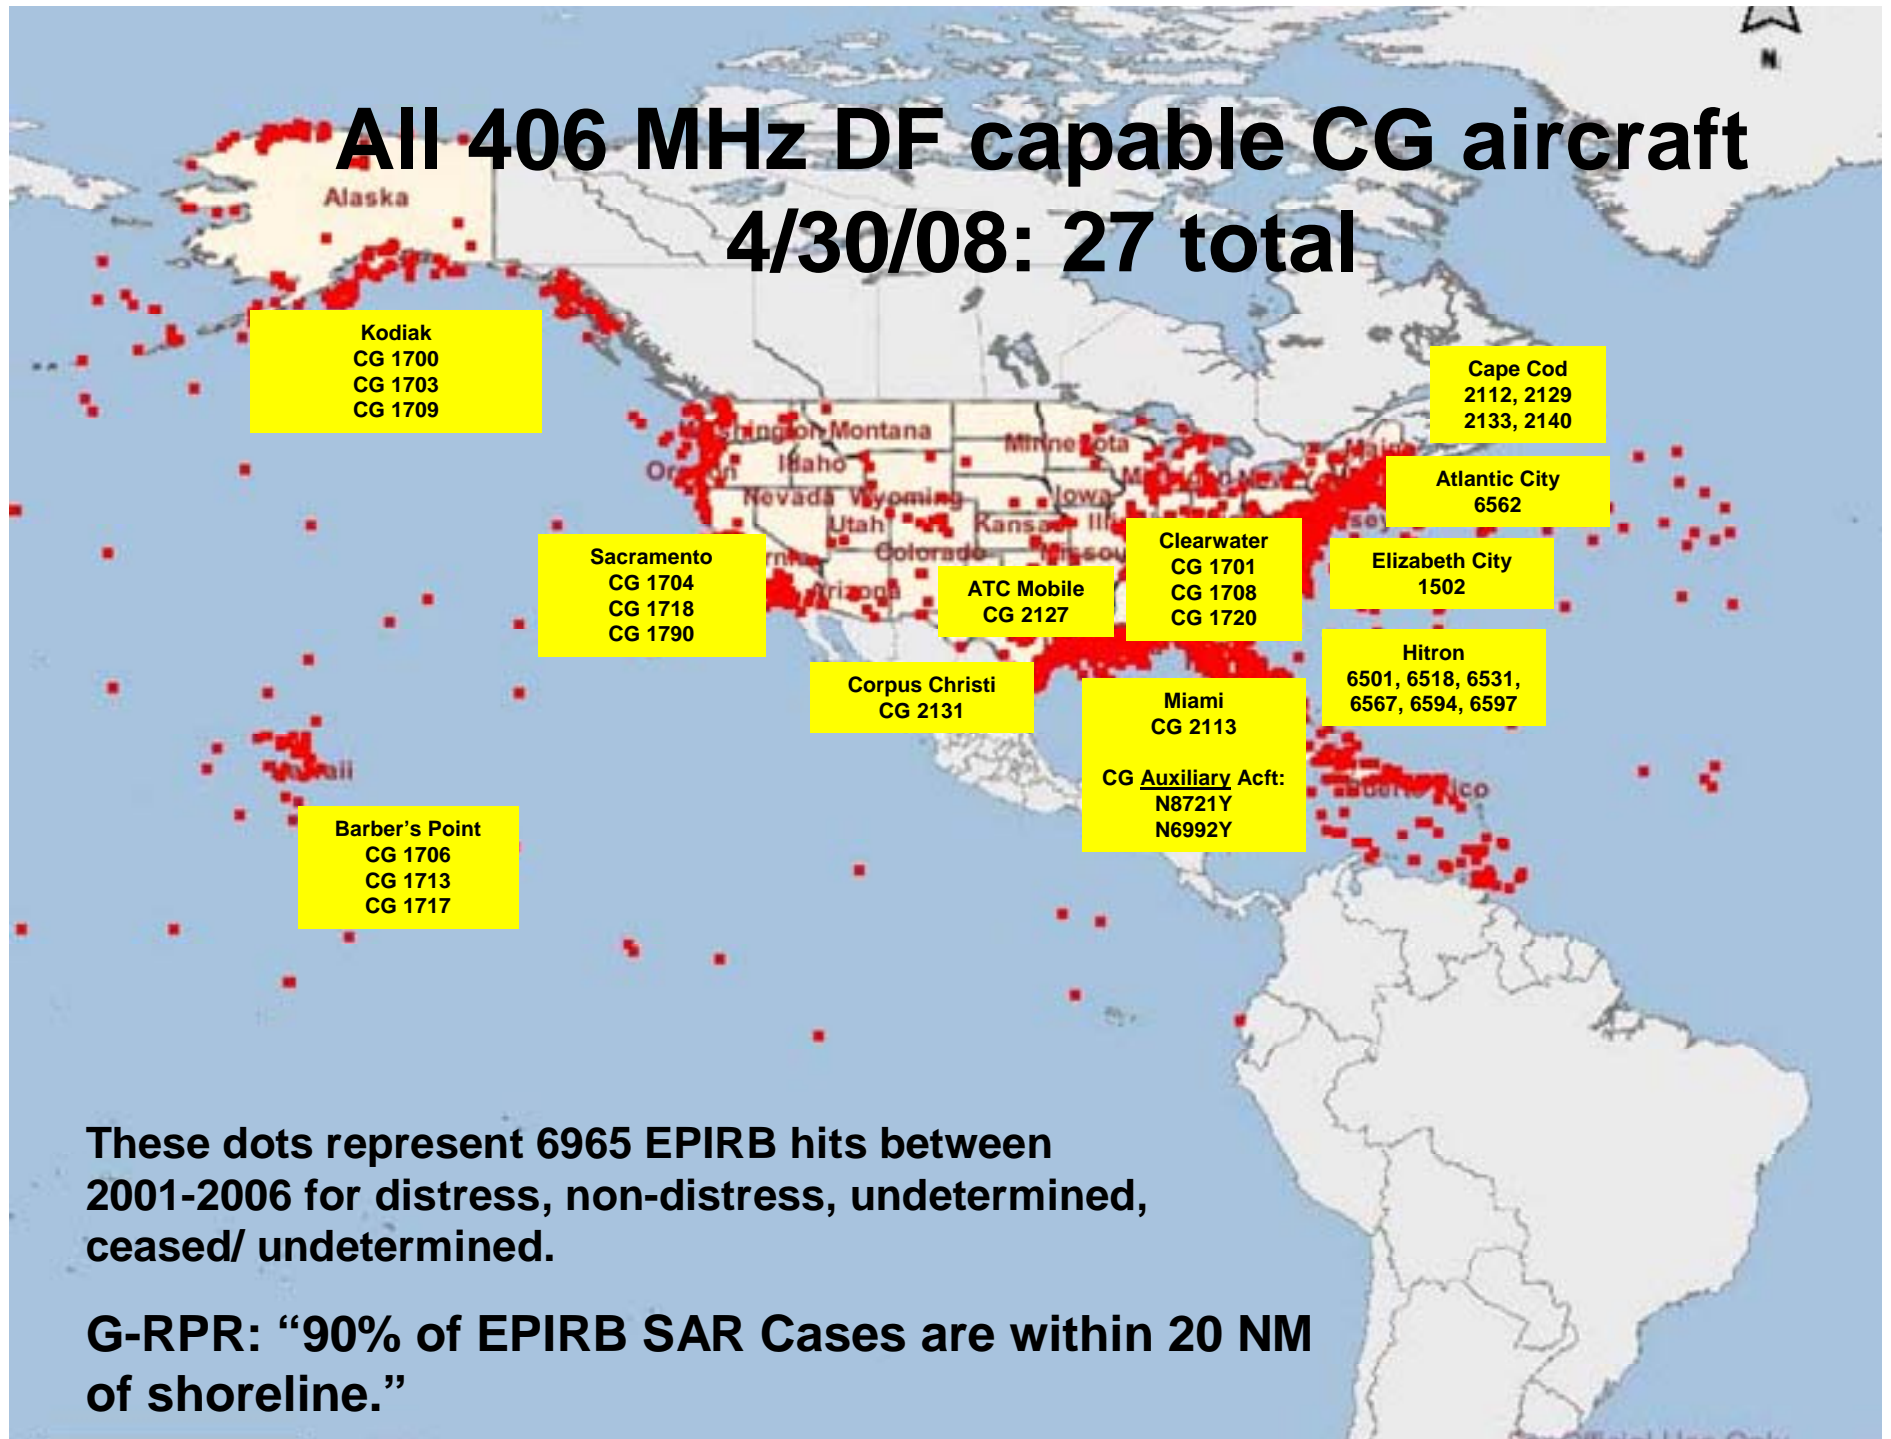 N
All 406 MHz DF capable CG aircraft
4/30/08: 27 total
Alaska
Kodiak
CG 1700
CG 1703
CG 1709
Cape Cod
2112, 2129
2133, 2140
Montana
Idaho
Nevada Wyoming
Iowa
Utah
Colorado
Atlantic City
6562
Sacramento
CG 1704
CG 1718
CG 1790
ATC Mobile
CG 2127
Clearwater
CG 1701
CG 1708
CG 1720
Elizabeth City
1502
Hitron
6501, 6518, 6531,
6567, 6594, 6597
Corpus Christi
CG 2131
Miami
CG 2113
CG Auxiliary Acft:
N8721Y
N6992Y
Barber’s Point
CG 1706
CG 1713
CG 1717
These dots represent 6965 EPIRB hits between
2001-2006 for distress, non-distress, undetermined,
ceased/ undetermined.
G-RPR: “90% of EPIRB SAR Cases are within 20 NM
of shoreline.”